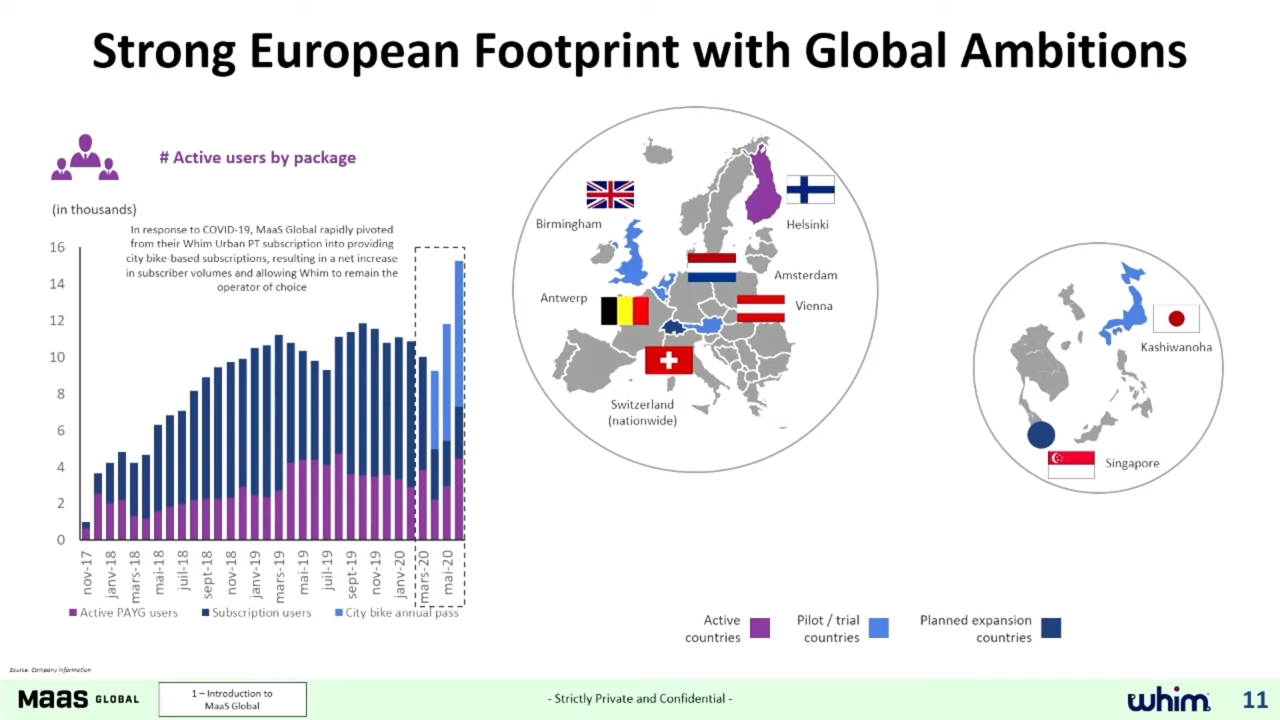 Strong European Footprint with Global Ambitions
# Active users by package
(in thousands)
In response to COVID-19, MaaS Global rapidly pivoted
from their Whim Urban PT subscription into providing
city bike-based subscriptions, resulting in a net increase
in subscriber volumes and allowing Whim to remain the
operator of choice
16
14
12
10
8
6
4
2
0
nov-17
janv-18
mars-18
mai-18
juil-18
sept-18
nov-18
janv-19
mars-19
mai-19
juil-19
sept-19
nov-19
janv-20
mars-20
mai-20
Active PAYG users
Subscription users
City bike annual pass
Birmingham
Helsinki
Amsterdam
Antwerp
Vienna
Switzerland
(nationwide)
Kashiwanoha
Singapore
Active
countries
Pilot / trial
countries
Planned expansion
countries
Source: Company information
MaaS GLOBAL
1 – Introduction to
MaaS Global
- Strictly Private and Confidential -
whim
11